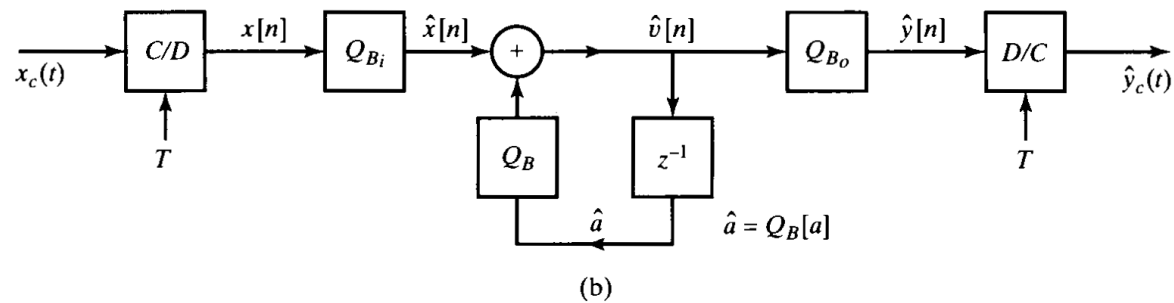 C/D
x[n]
Q_{B_i}
x̂[n]
+
v̂[n]
Q_{B_o}
ŷ[n]
D/C
x_c(t)
ŷ_c(t)
T
Q_B
z^{-1}
T
â
â = Q_B[a]
(b)